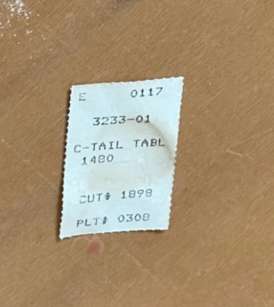 E 0117
3233-01
C-TAIL TABL
1480
CUT# 1898
PLT# 0308